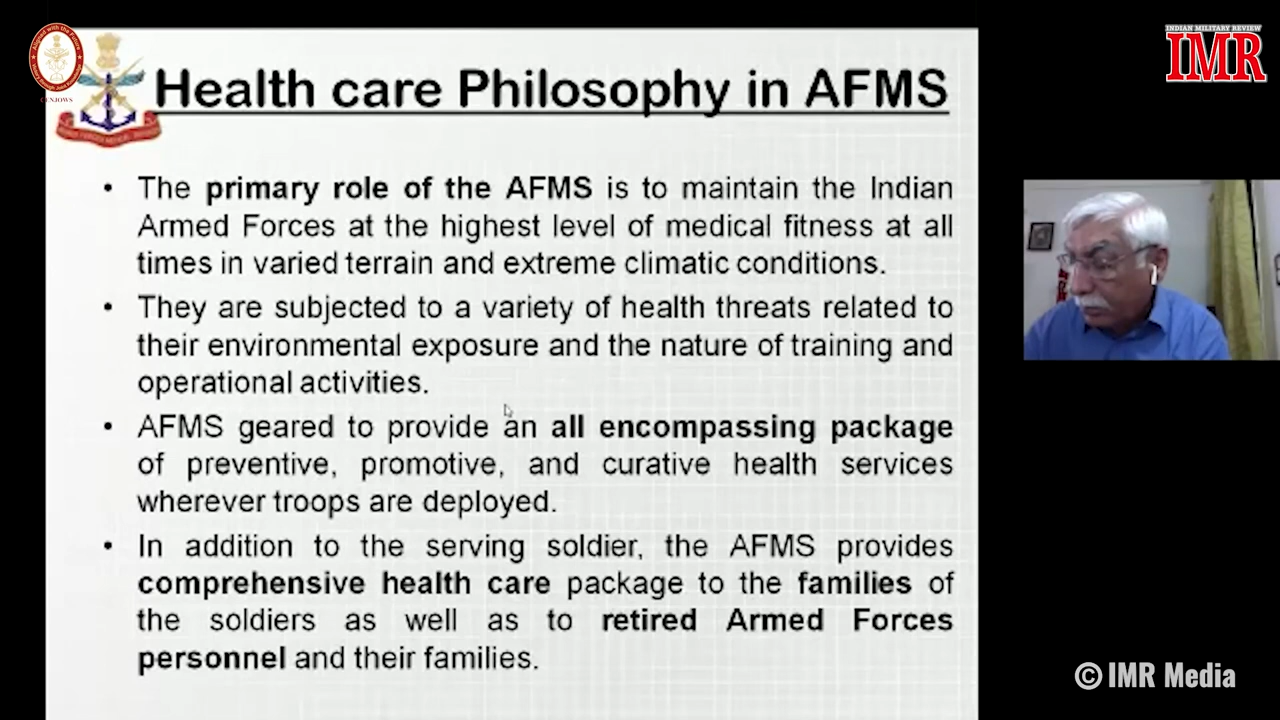 INDIAN MILITARY REVIEW
IMR
CENJOWS
Health care Philosophy in AFMS
• The primary role of the AFMS is to maintain the Indian
Armed Forces at the highest level of medical fitness at all
times in varied terrain and extreme climatic conditions.
• They are subjected to a variety of health threats related to
their environmental exposure and the nature of training and
operational activities.
• AFMS geared to provide an all encompassing package
of preventive, promotive, and curative health services
wherever troops are deployed.
• In addition to the serving soldier, the AFMS provides
comprehensive health care package to the families of
the soldiers as well as to retired Armed Forces
personnel and their families.
© IMR Media